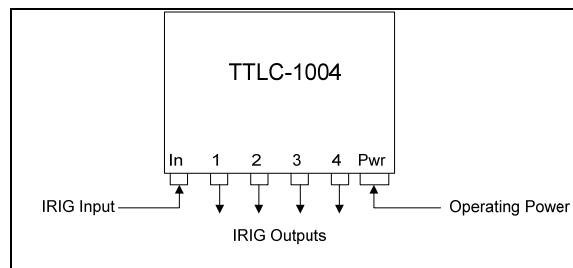 TTLC-1004
In 1 2 3 4 Pwr
IRIG Input
Operating Power
IRIG Outputs